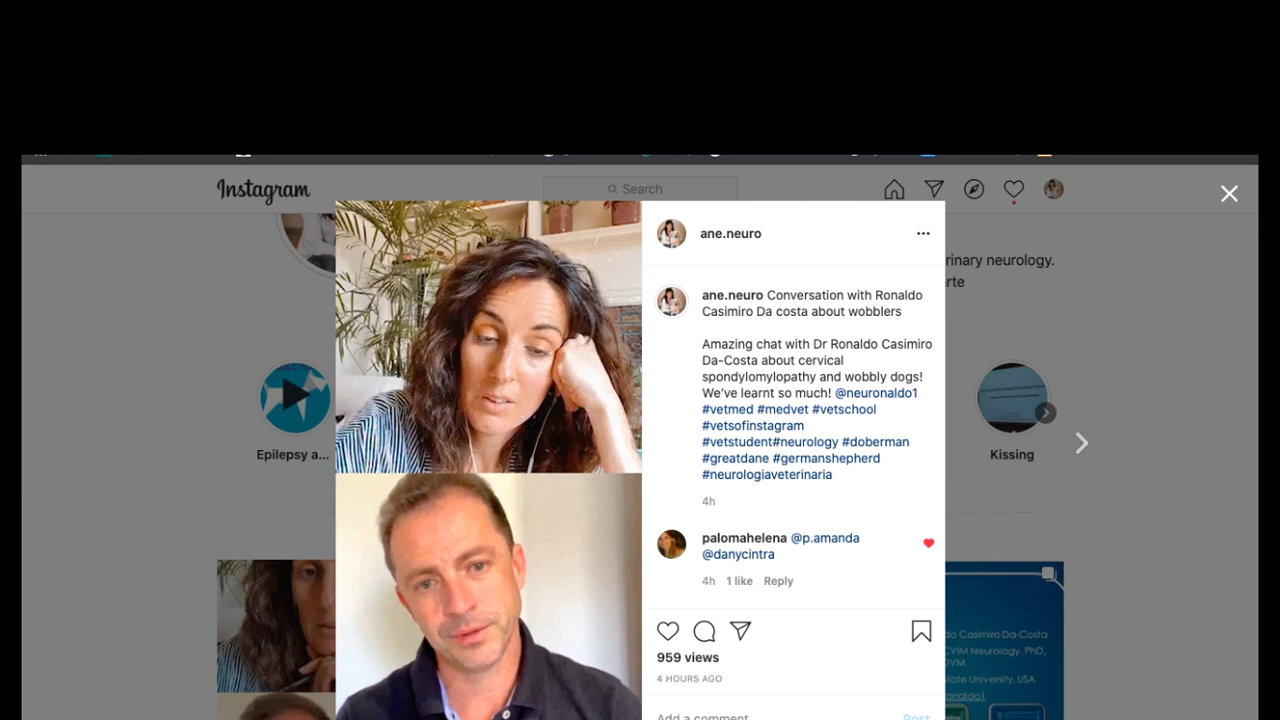 Instagram
Search
ane.neuro
rinary neurology.
rte
ane.neuro Conversation with Ronaldo
Casimiro Da costa about wobblers
Amazing chat with Dr Ronaldo Casimiro
Da-Costa about cervical
spondylomylopathy and wobbly dogs!
We've learnt so much! @neuronaldo1
#vetmed #medvet #vetschool
#vetsofinstagram
#vetstudent#neurology #doberman
#greatdane #germanshepherd
#neurologiaveterinaria
4h
Epilepsy a...
Kissing
palomahelena @p.amanda
@danycintra
4h 1 like Reply
959 views
4 HOURS AGO
Add a comment
Post
do Casimiro Da-Costa
CVIM Neurology, PhD,
DVM
State University, USA
onaldo1